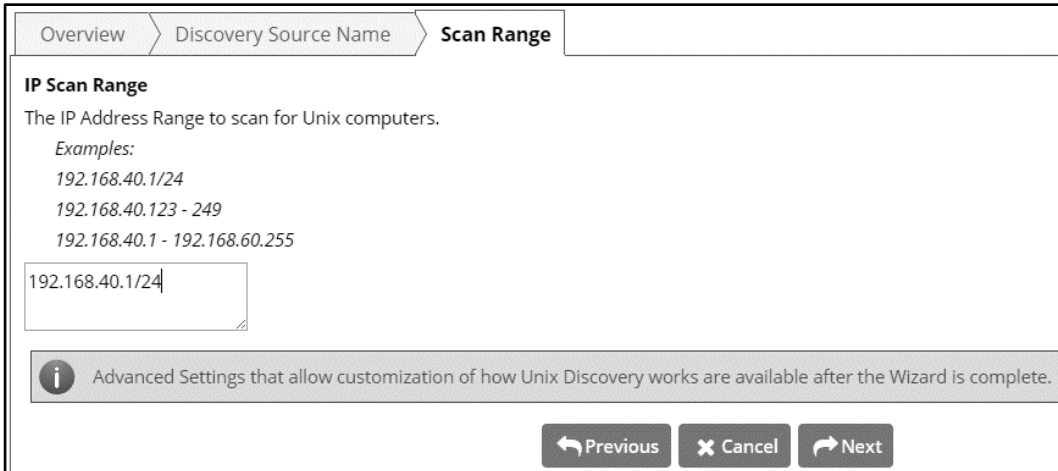 Overview Discovery Source Name Scan Range
IP Scan Range
The IP Address Range to scan for Unix computers.
Examples:
192.168.40.1/24
192.168.40.123 - 249
192.168.40.1 - 192.168.60.255
192.168.40.1/24
Advanced Settings that allow customization of how Unix Discovery works are available after the Wizard is complete.
Previous Cancel Next